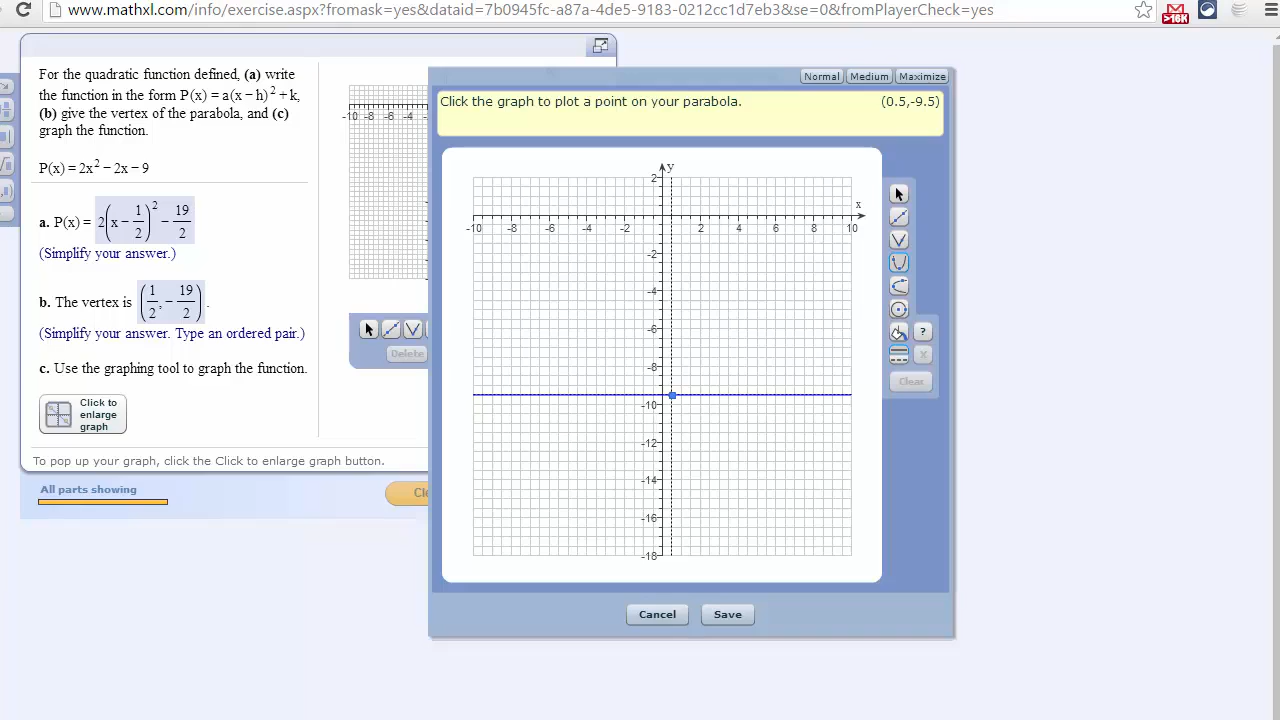 www.mathxl.com/info/exercise.aspx?fromask=yes&dataid=7b0945fc-a87a-4de5-9183-0212cc1d7eb3&se=0&fromPlayerCheck=yes
>16K
For the quadratic function defined, (a) write
the function in the form P(x) = a(x − h)² + k,
(b) give the vertex of the parabola, and (c)
graph the function.
P(x) = 2x² − 2x − 9
a. P(x) = 2(x − 1/2)² − 19/2
(Simplify your answer.)
b. The vertex is (1/2, − 19/2).
(Simplify your answer. Type an ordered pair.)
c. Use the graphing tool to graph the function.
Click to
enlarge
graph
To pop up your graph, click the Click to enlarge graph button.
All parts showing
-10 -8 -6 -4
Delete
Cle
Normal Medium Maximize
Click the graph to plot a point on your parabola. (0.5,-9.5)
y
2
x
-10 -8 -6 -4 -2 2 4 6 8 10
-2
-4
-6
-8
-10
-12
-14
-16
-18
?
x
Clear
Cancel Save